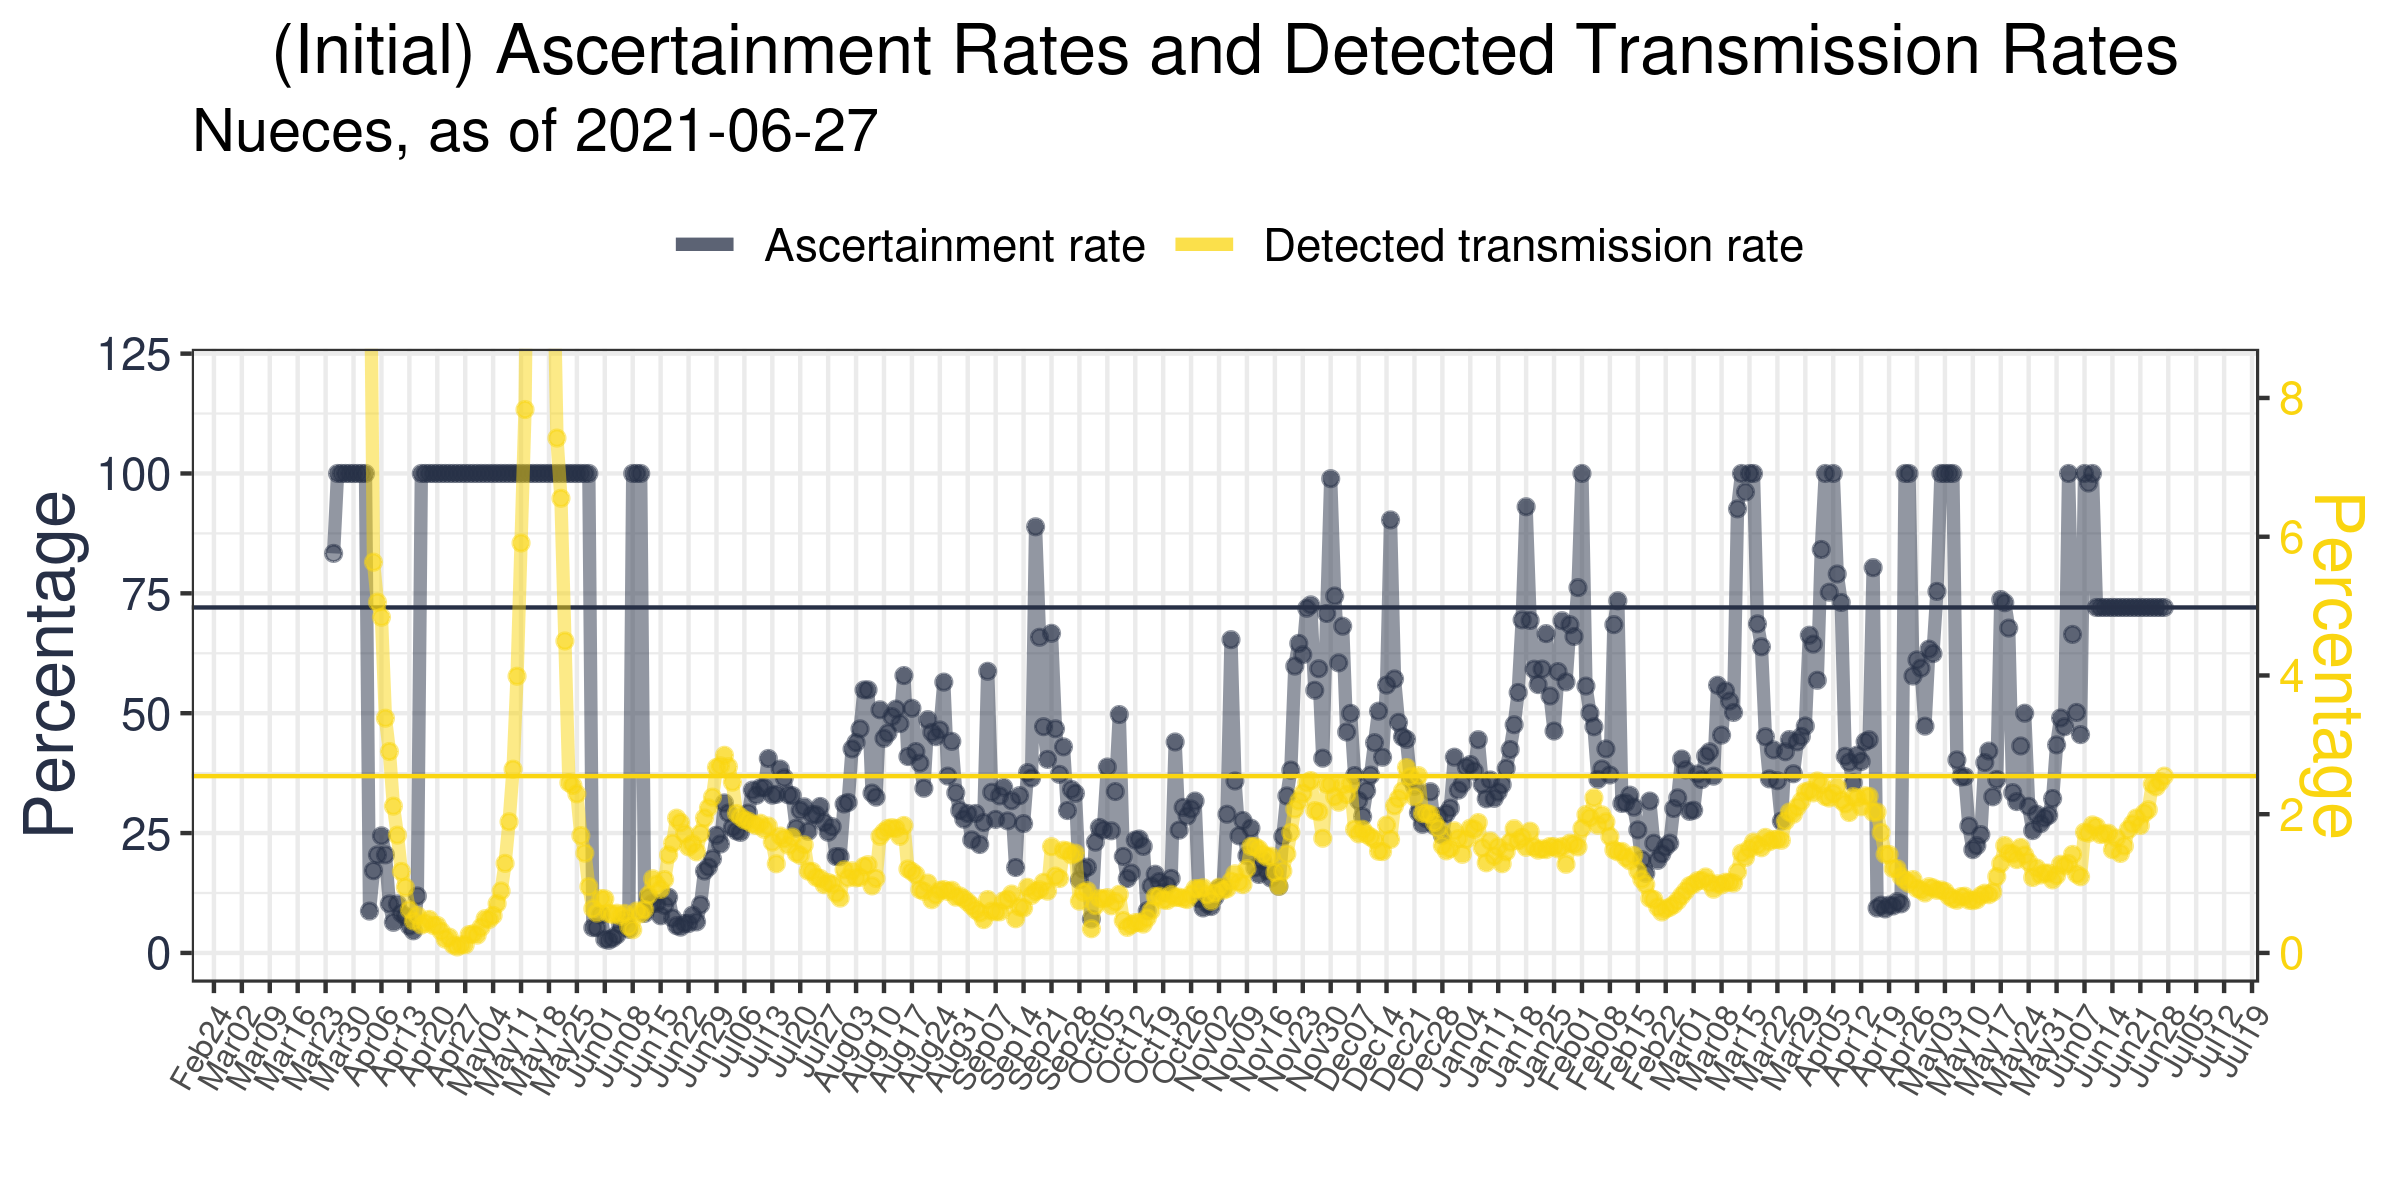 (Initial) Ascertainment Rates and Detected Transmission Rates
Nueces, as of 2021-06-27
Ascertainment rate
Detected transmission rate
Percentage
125
100
75
50
25
0
8
6
4
2
0
Percentage
Feb24
Mar02
Mar09
Mar16
Mar23
Mar30
Apr06
Apr13
Apr20
Apr27
May04
May11
May18
May25
Jun01
Jun08
Jun15
Jun22
Jun29
Jul06
Jul13
Jul20
Jul27
Aug03
Aug10
Aug17
Aug24
Aug31
Sep07
Sep14
Sep21
Sep28
Oct05
Oct12
Oct19
Oct26
Nov02
Nov09
Nov16
Nov23
Nov30
Dec07
Dec14
Dec21
Dec28
Jan04
Jan11
Jan18
Jan25
Feb01
Feb08
Feb15
Feb22
Mar01
Mar08
Mar15
Mar22
Mar29
Apr05
Apr12
Apr19
Apr26
May03
May10
May17
May24
May31
Jun07
Jun14
Jun21
Jun28
Jul05
Jul12
Jul19